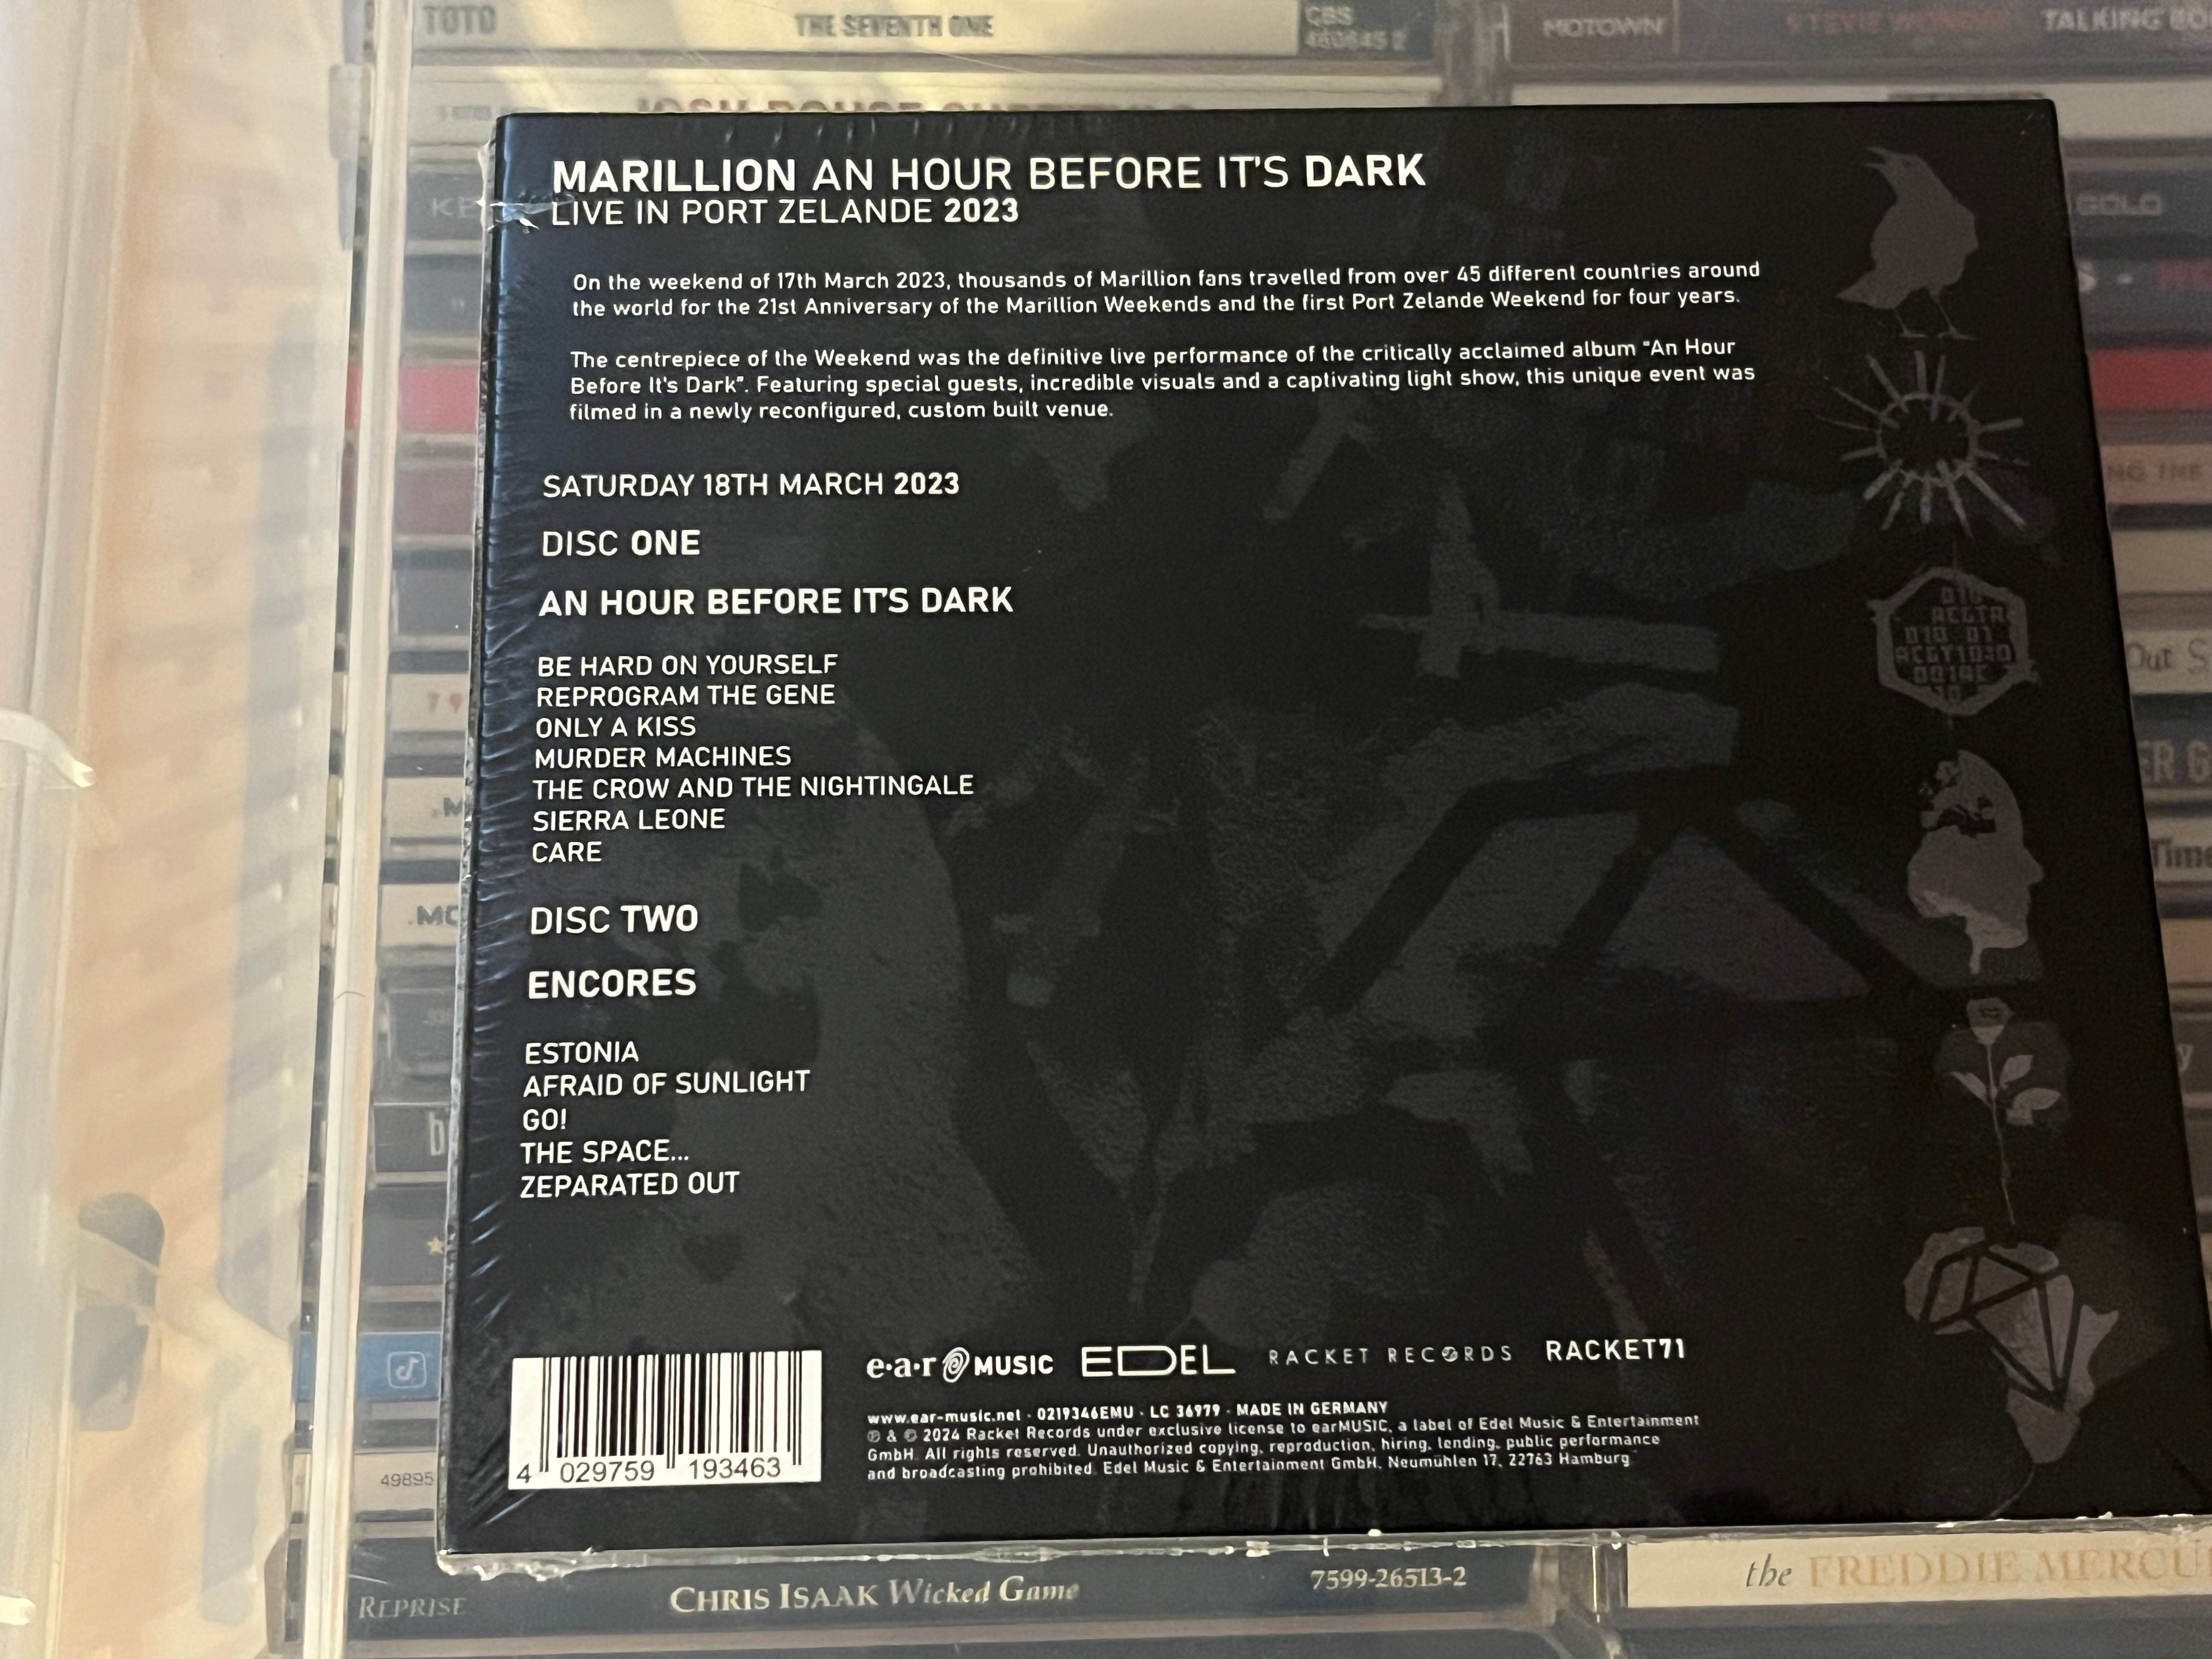 TOTO
THE SEVENTH ONE
CBS
MOTOWN
STEVIE WONDER
TALKING
MARILLION AN HOUR BEFORE IT'S DARK
LIVE IN PORT ZELANDE 2023
On the weekend of 17th March 2023, thousands of Marillion fans travelled from over 45 different countries around
the world for the 21st Anniversary of the Marillion Weekends and the first Port Zelande Weekend for four years.
The centrepiece of the Weekend was the definitive live performance of the critically acclaimed album "An Hour
Before It's Dark". Featuring special guests, incredible visuals and a captivating light show, this unique event was
filmed in a newly reconfigured, custom built venue.
SATURDAY 18TH MARCH 2023
DISC ONE
AN HOUR BEFORE IT'S DARK
BE HARD ON YOURSELF
REPROGRAM THE GENE
ONLY A KISS
MURDER MACHINES
THE CROW AND THE NIGHTINGALE
SIERRA LEONE
CARE
DISC TWO
ENCORES
ESTONIA
AFRAID OF SUNLIGHT
GO!
THE SPACE...
ZEPARATED OUT
GOLD
Out S
Time
4 029759 193463
e·a·r MUSIC EDEL RACKET RECORDS RACKET71
www.ear-music.net · 0219346EMU · LC 36979 · MADE IN GERMANY
℗ & © 2024 Racket Records under exclusive license to earMUSIC, a label of Edel Music & Entertainment
GmbH. All rights reserved. Unauthorized copying, reproduction, hiring, lending, public performance
and broadcasting prohibited. Edel Music & Entertainment GmbH, Neumühlen 17, 22763 Hamburg
49895
REPRISE
CHRIS ISAAK Wicked Game
7599-26513-2
the FREDDIE MERCU